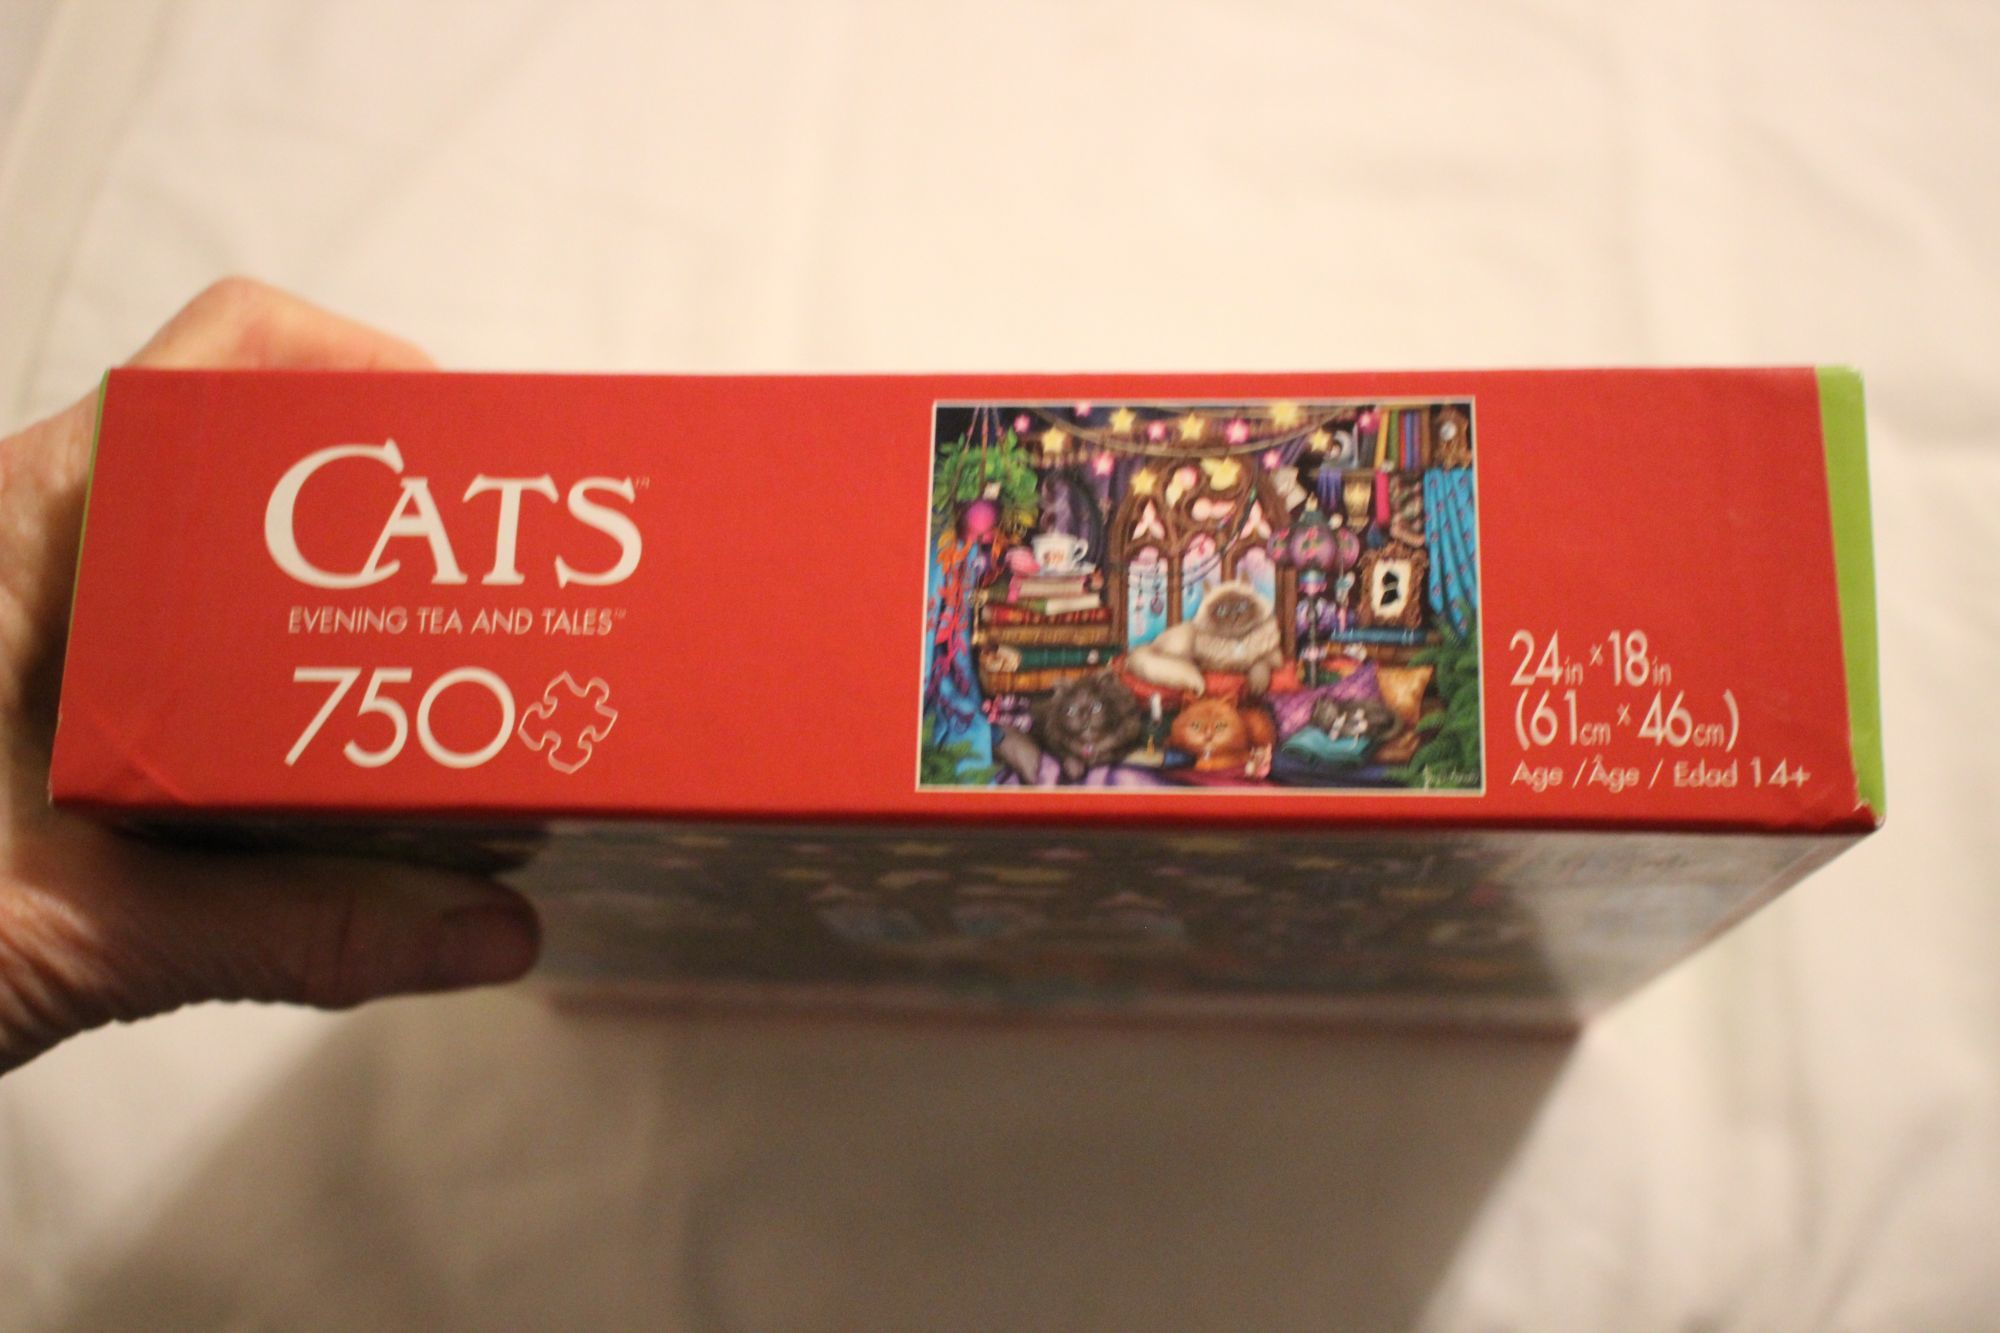 CATS™
EVENING TEA AND TALES™
750
24in x 18in
(61cm x 46cm)
Age / Âge / Edad 14+